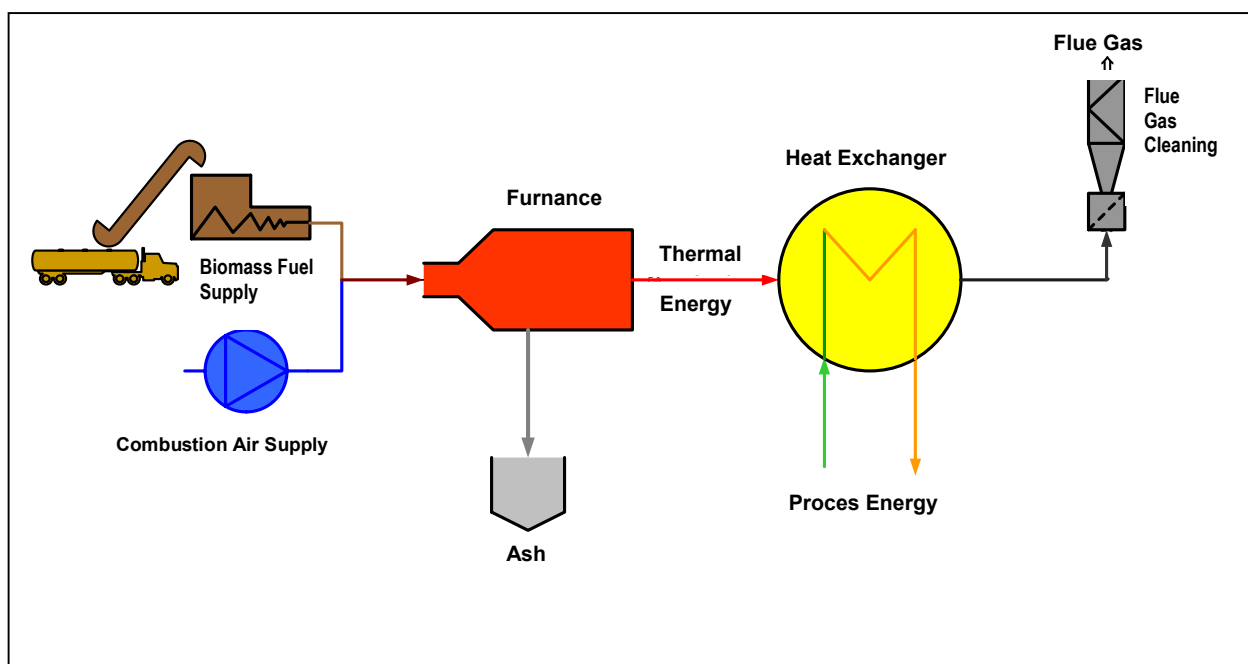 Flue Gas
Flue
Gas
Cleaning
Heat Exchanger
Furnance
Thermal
Energy
Biomass Fuel
Supply
Combustion Air Supply
Proces Energy
Ash